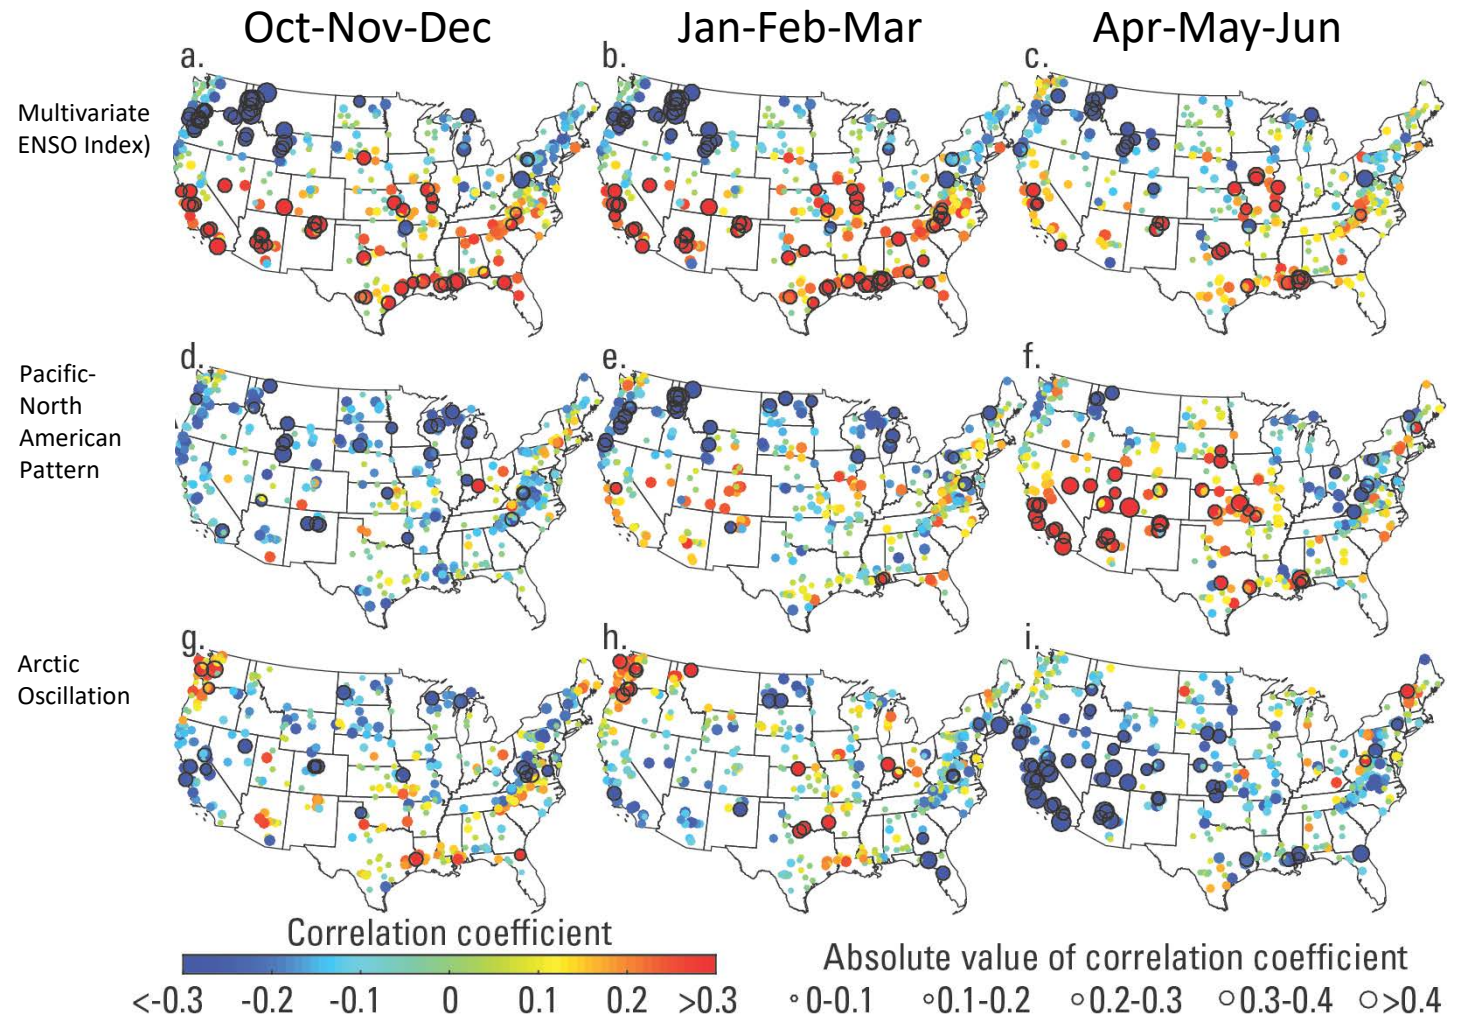 Oct-Nov-Dec Jan-Feb-Mar Apr-May-Jun
a. b. c.
Multivariate
ENSO Index)
d. e. f.
Pacific-
North
American
Pattern
g. h. i.
Arctic
Oscillation
Correlation coefficient
<-0.3 -0.2 -0.1 0 0.1 0.2 >0.3
Absolute value of correlation coefficient
0-0.1 0.1-0.2 0.2-0.3 0.3-0.4 >0.4